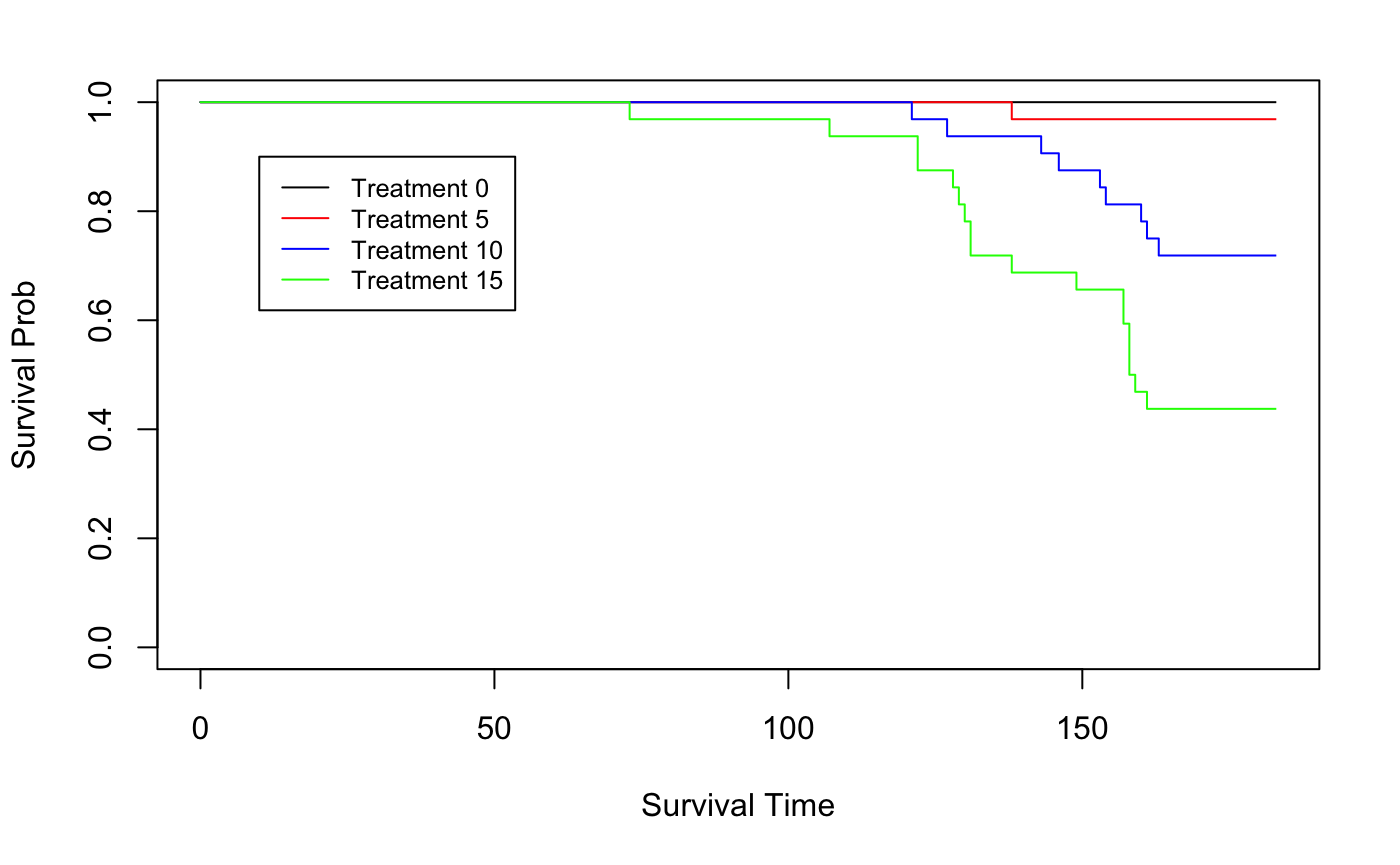 1.0
0.8
0.6
0.4
0.2
0.0
Survival Prob
Treatment 0
Treatment 5
Treatment 10
Treatment 15
0 50 100 150
Survival Time